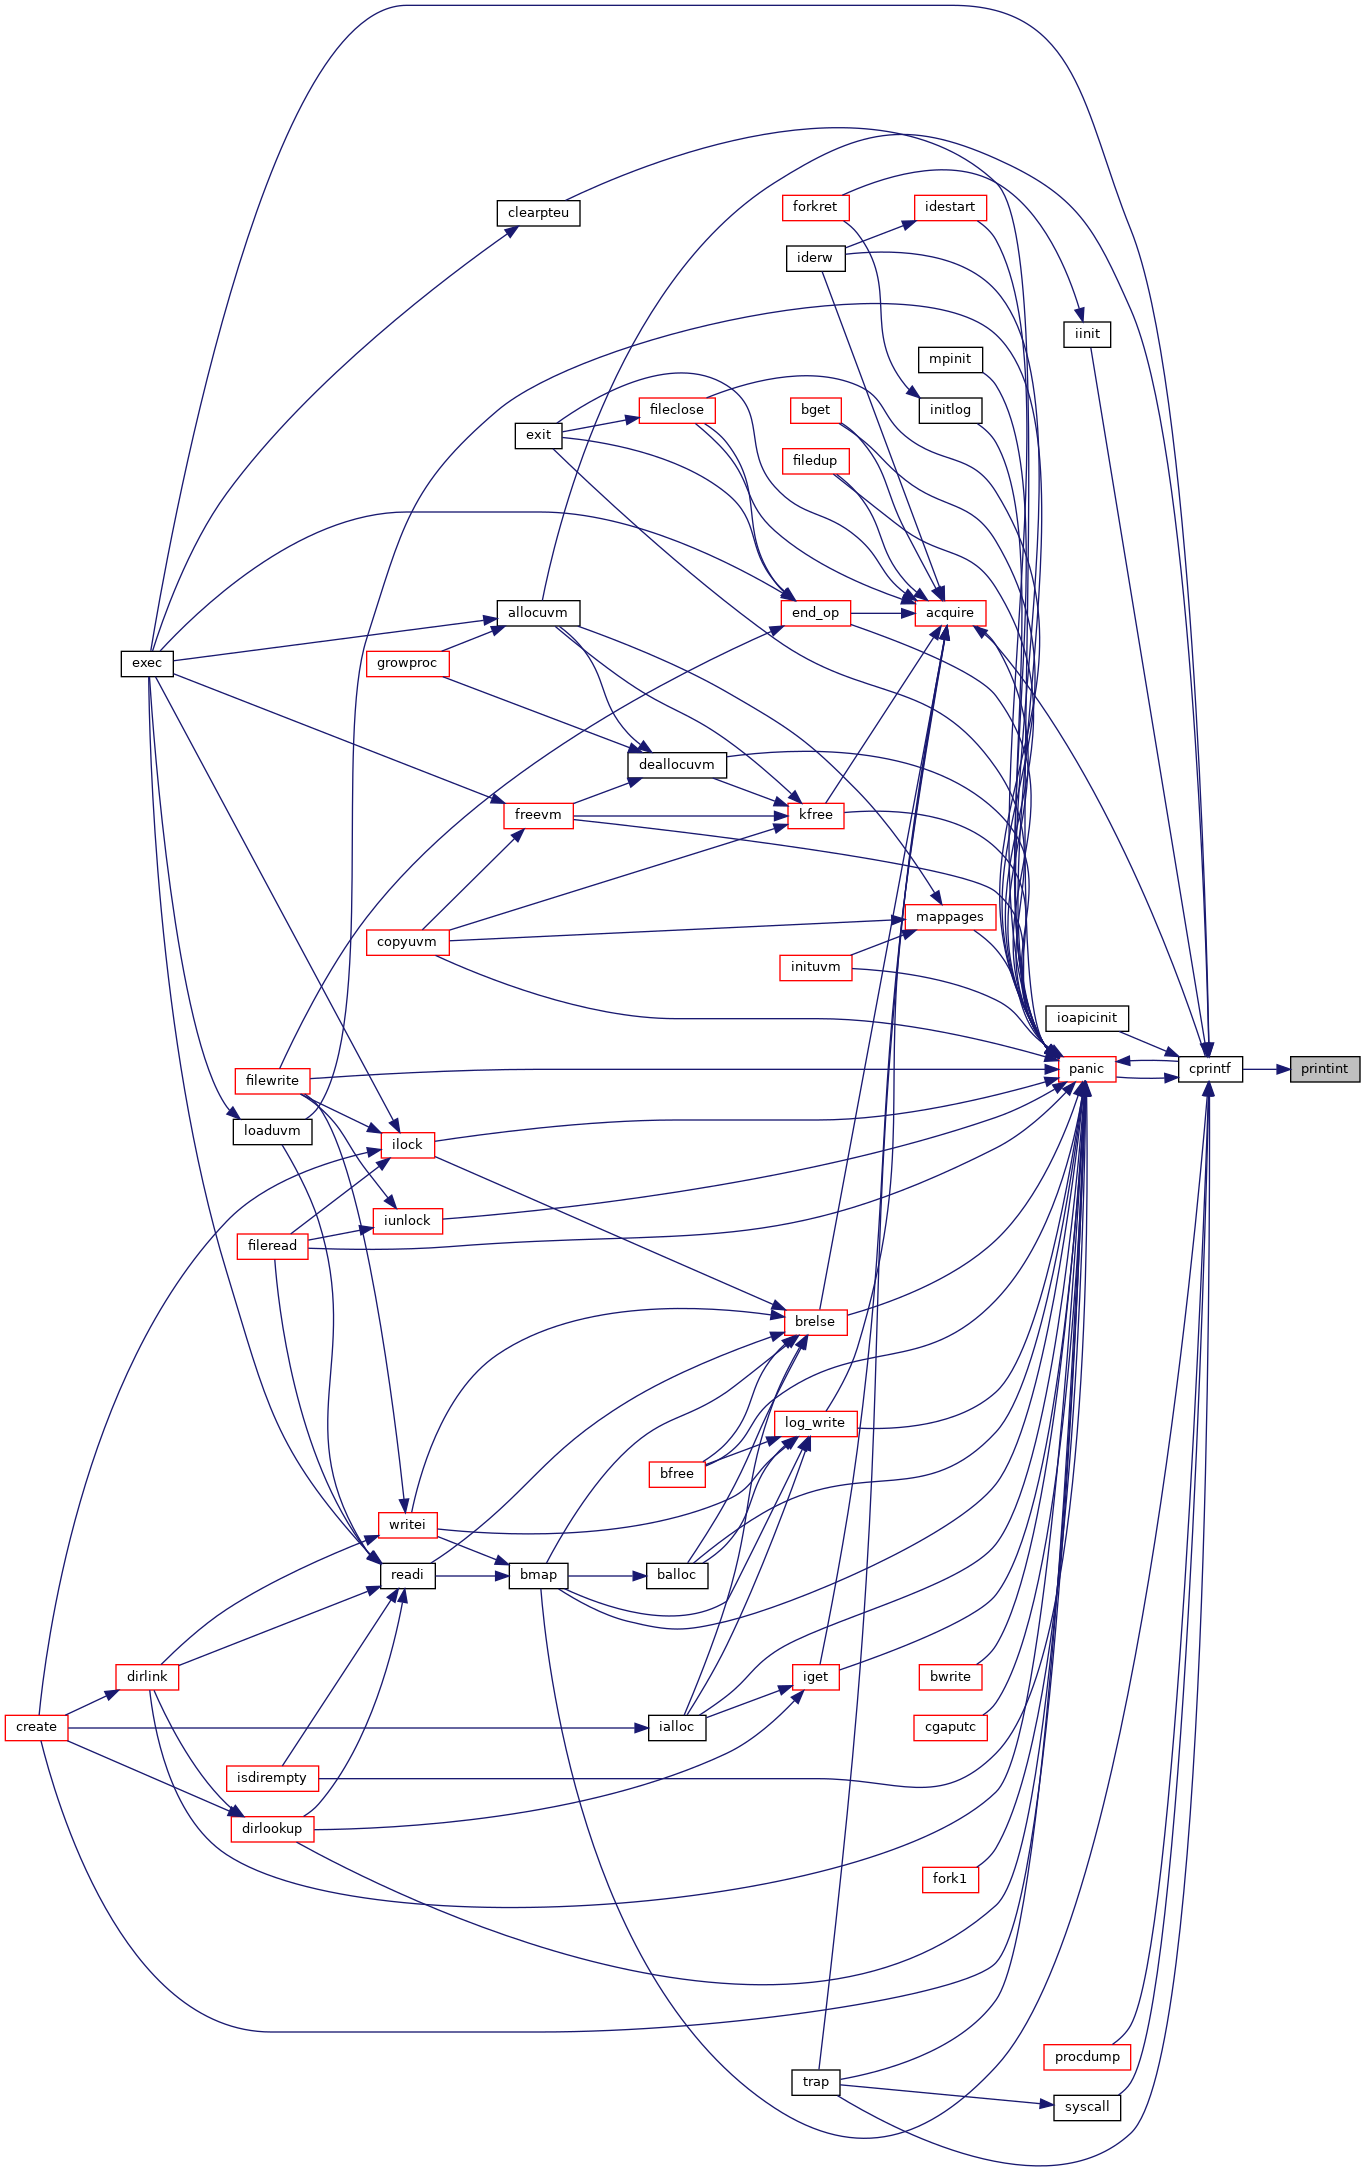 clearpteu
forkret
idestart
iderw
iinit
mpinit
fileclose
bget
initlog
exit
filedup
allocuvm
end_op
acquire
exec
growproc
deallocuvm
freevm
kfree
mappages
copyuvm
inituvm
ioapicinit
panic
cprintf
printint
filewrite
loaduvm
ilock
iunlock
fileread
brelse
log_write
bfree
writei
readi
bmap
balloc
dirlink
iget
bwrite
create
ialloc
cgaputc
isdirempty
dirlookup
fork1
procdump
trap
syscall